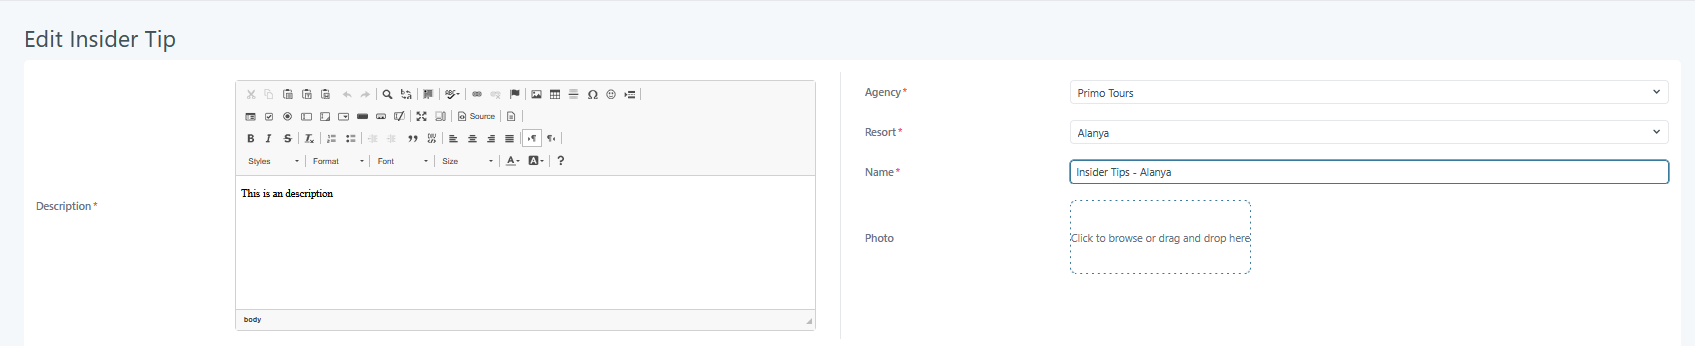 Edit Insider Tip
Source
Styles Format Font Size
This is an description
Description *
body
Agency *
Primo Tours
Resort *
Alanya
Name *
Insider Tips - Alanya
Photo
Click to browse or drag and drop here